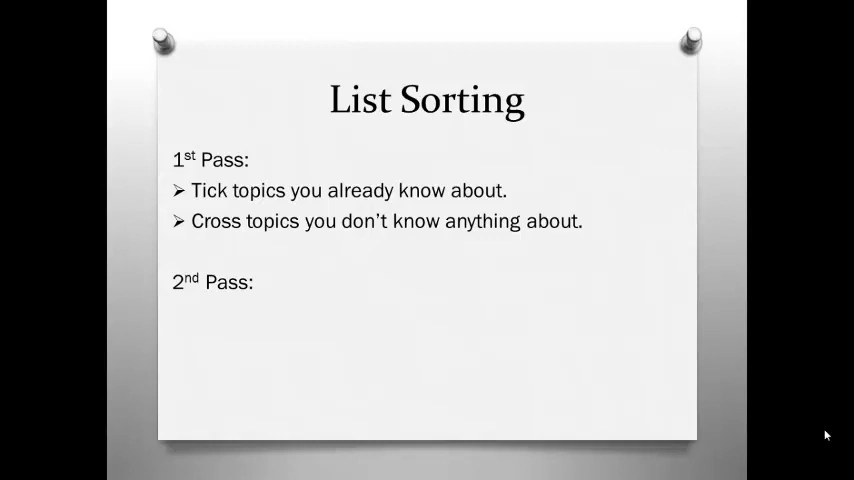 List Sorting
1st Pass:
➢ Tick topics you already know about.
➢ Cross topics you don’t know anything about.
2nd Pass: